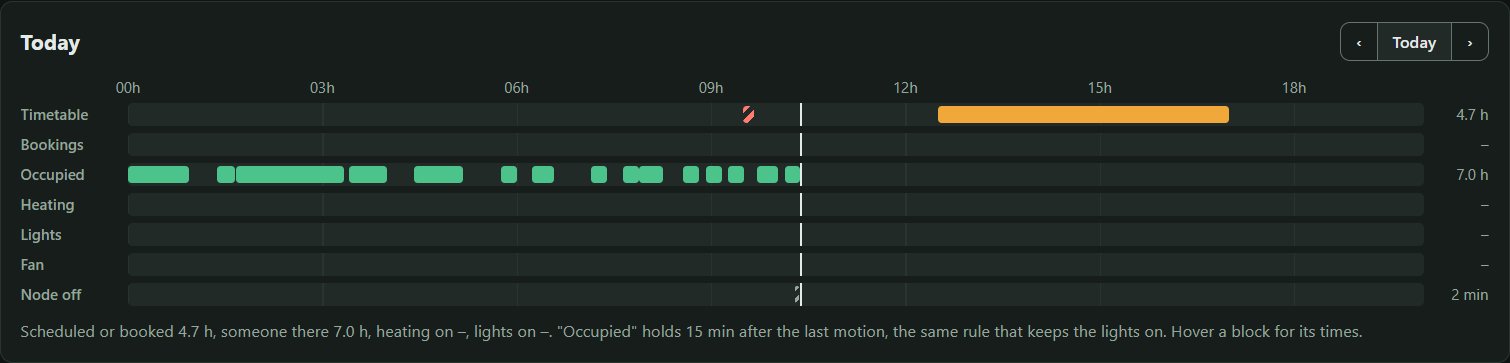 Today
‹ Today ›
00h 03h 06h 09h 12h 15h 18h
Timetable 4.7 h
Bookings –
Occupied 7.0 h
Heating –
Lights –
Fan –
Node off 2 min
Scheduled or booked 4.7 h, someone there 7.0 h, heating on –, lights on –. "Occupied" holds 15 min after the last motion, the same rule that keeps the lights on. Hover a block for its times.